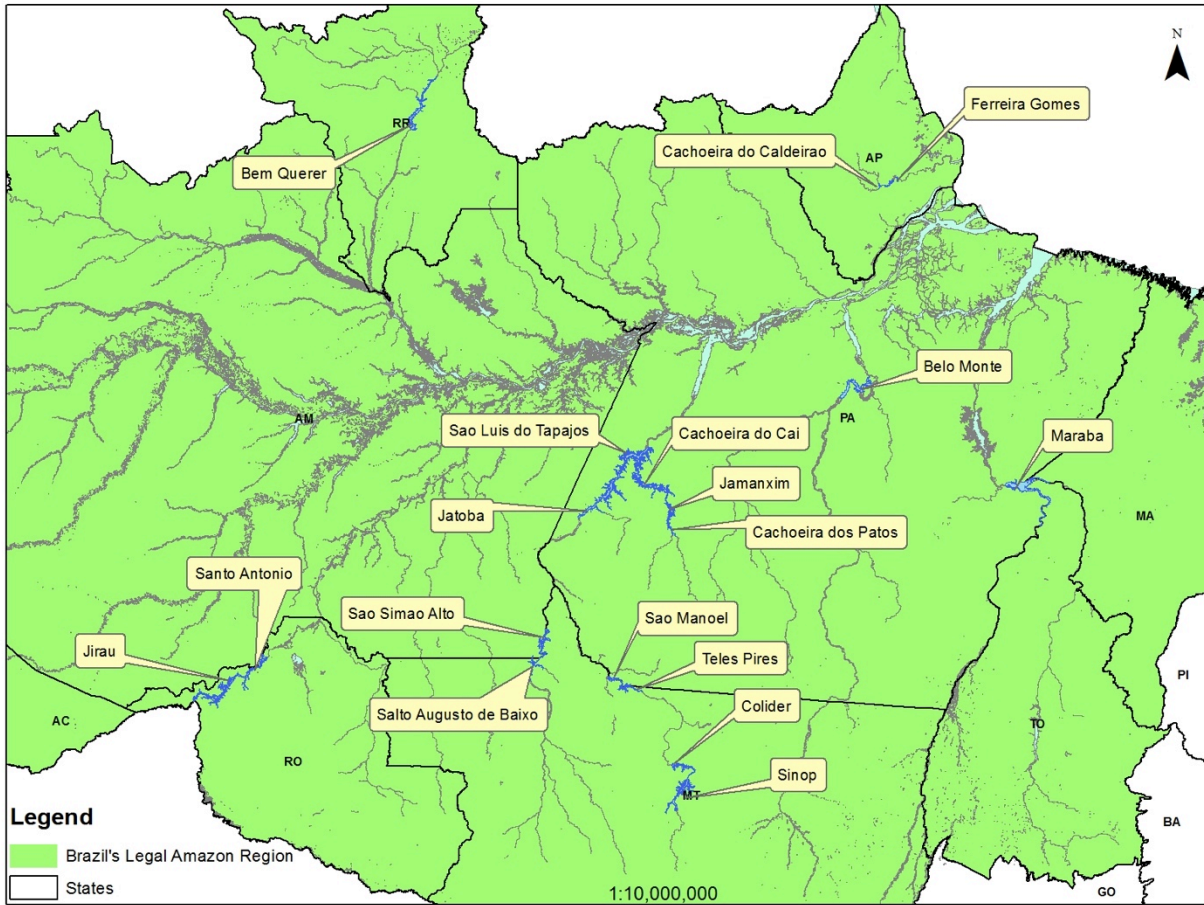 N
Ferreira Gomes
RR
Cachoeira do Caldeirao
AP
Bem Querer
Belo Monte
AM
PA
Sao Luis do Tapajos
Cachoeira do Cai
Maraba
Jamanxim
Jatoba
Cachoeira dos Patos
MA
Santo Antonio
Sao Simao Alto
Sao Manoel
Jirau
Teles Pires
PI
Salto Augusto de Baixo
Colider
AC
TO
RO
Sinop
MT
Legend
BA
Brazil's Legal Amazon Region
States
1:10,000,000
GO